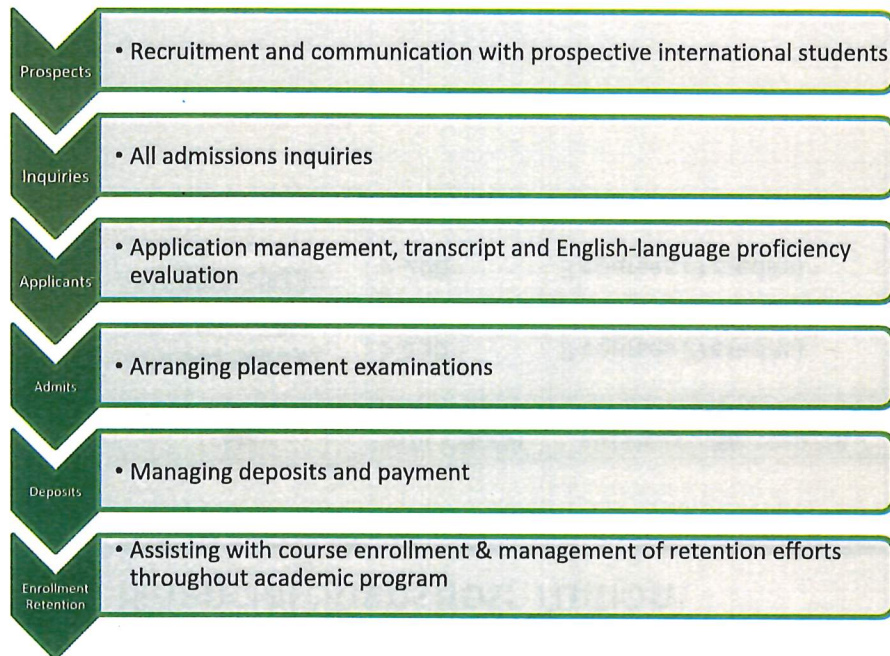 Prospects
• Recruitment and communication with prospective international students
Inquiries
• All admissions inquiries
Applicants
• Application management, transcript and English-language proficiency
evaluation
Admits
• Arranging placement examinations
Deposits
• Managing deposits and payment
Enrollment
Retention
• Assisting with course enrollment & management of retention efforts
throughout academic program